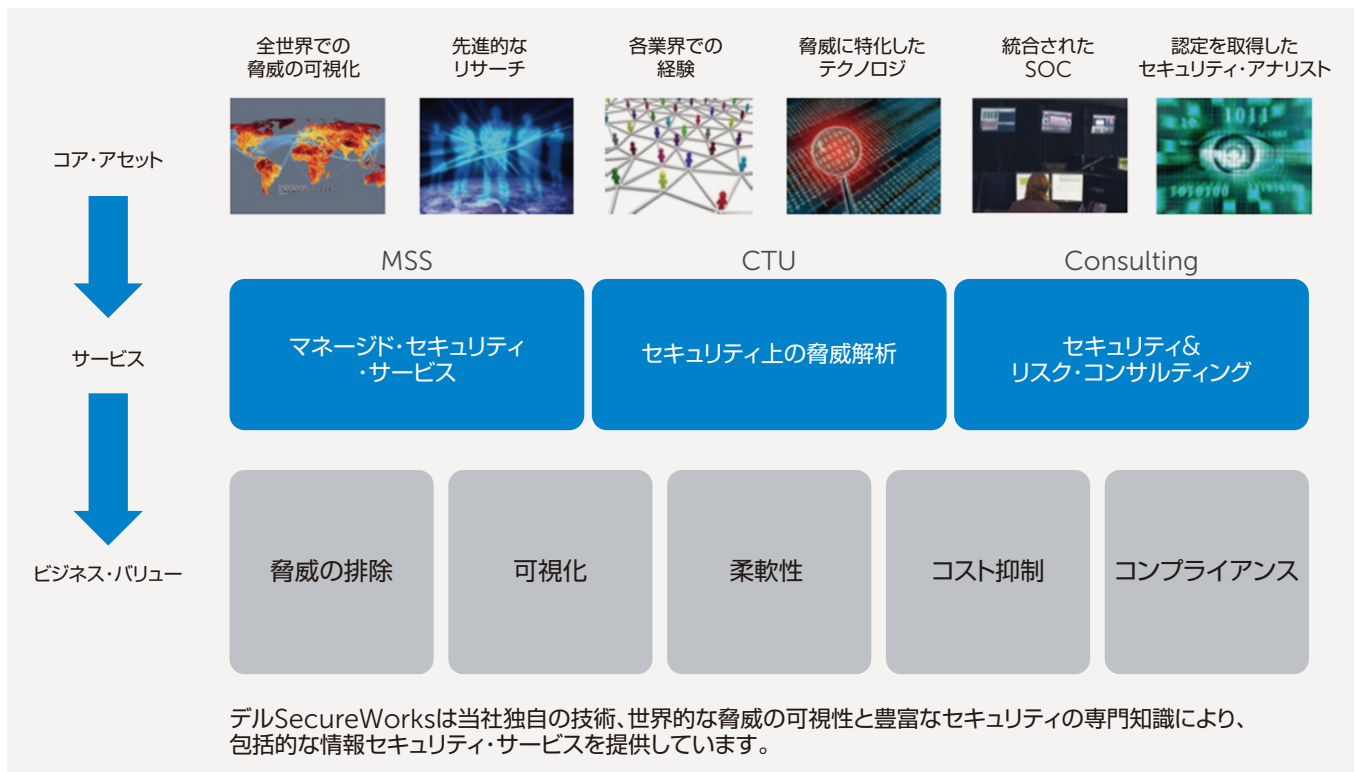 全世界での
脅威の可視化
先進的な
リサーチ
各業界での
経験
脅威に特化した
テクノロジ
統合された
SOC
認定を取得した
セキュリティ・アナリスト
コア・アセット
1011
1010100
MSS
CTU
Consulting
サービス
マネージド・セキュリティ
・サービス
セキュリティ上の脅威解析
セキュリティ&
リスク・コンサルティング
ビジネス・バリュー
脅威の排除
可視化
柔軟性
コスト抑制
コンプライアンス
デルSecureWorksは当社独自の技術、世界的な脅威の可視性と豊富なセキュリティの専門知識により、
包括的な情報セキュリティ・サービスを提供しています。